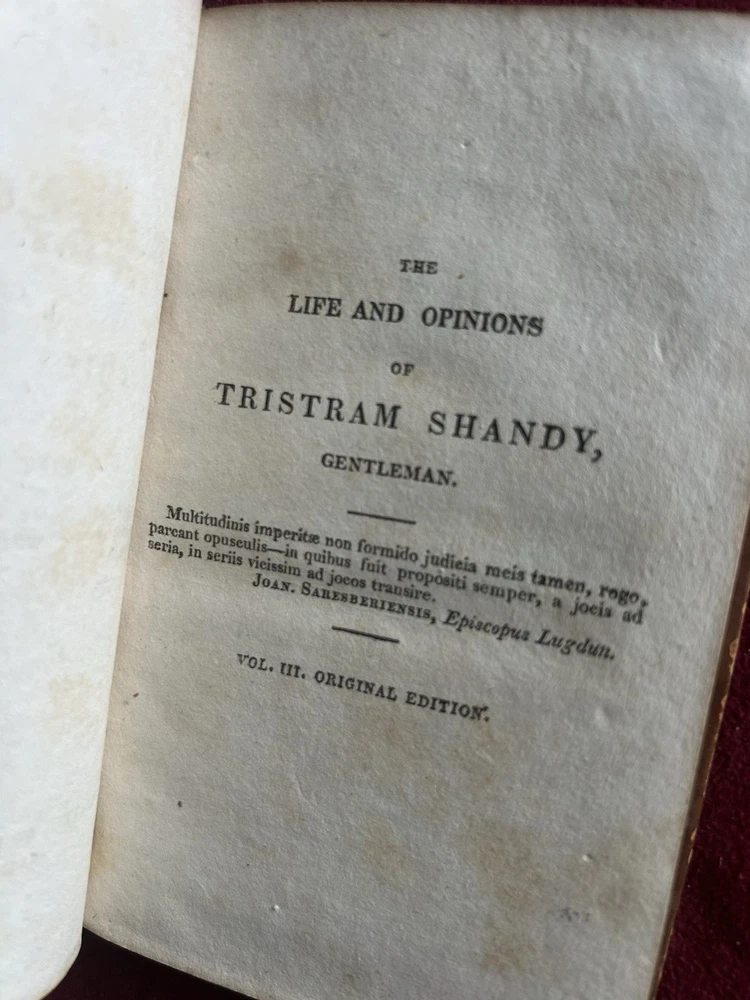 THE
LIFE AND OPINIONS
OF
TRISTRAM SHANDY,
GENTLEMAN.
Multitudinis imperitæ non formido judicia meis tamen, rogo,
parcant opusculis—in quibus fuit propositi semper, a jocis ad
seria, in seriis vicissim ad jocos transire.
JOAN. SARESBERIENSIS, Episcopus Lugdun.
VOL. III. ORIGINAL EDITION.